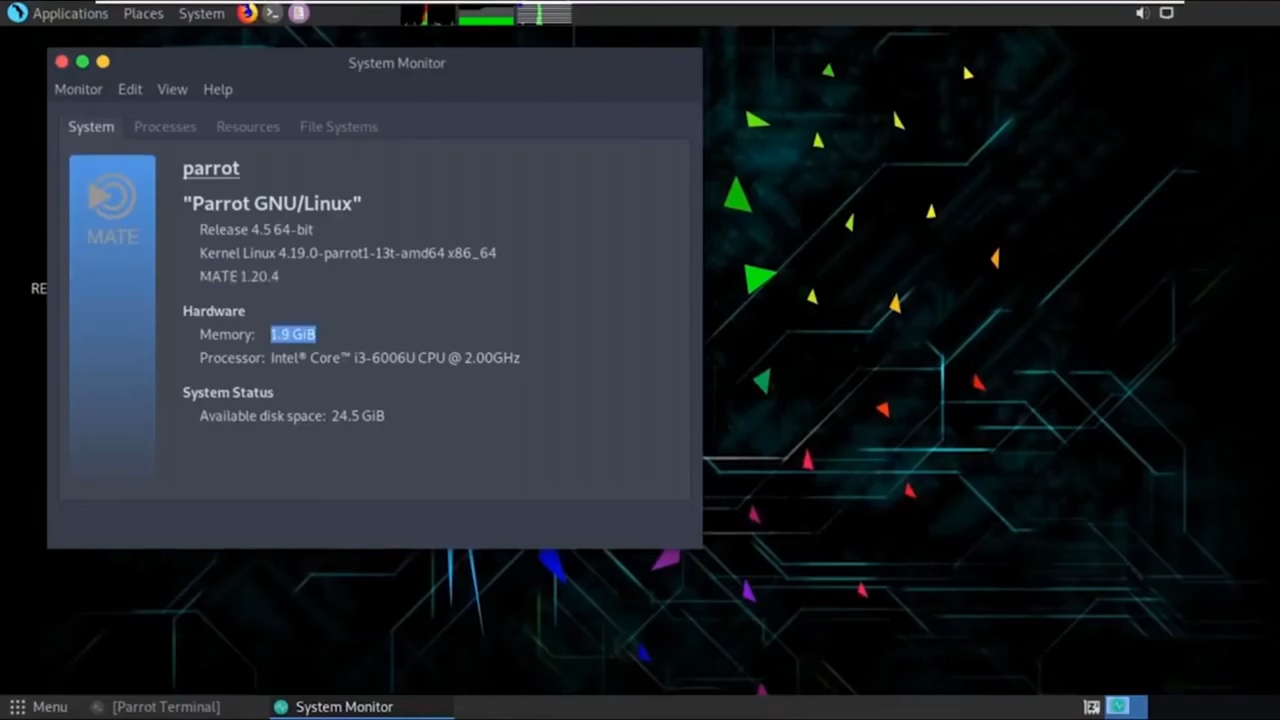 Applications Places System
System Monitor
Monitor Edit View Help
System Processes Resources File Systems
MATE
parrot
"Parrot GNU/Linux"
Release 4.5 64-bit
Kernel Linux 4.19.0-parrot1-13t-amd64 x86_64
MATE 1.20.4
Hardware
Memory: 1.9 GiB
Processor: Intel® Core™ i3-6006U CPU @ 2.00GHz
System Status
Available disk space: 24.5 GiB
RE
Menu [Parrot Terminal] System Monitor